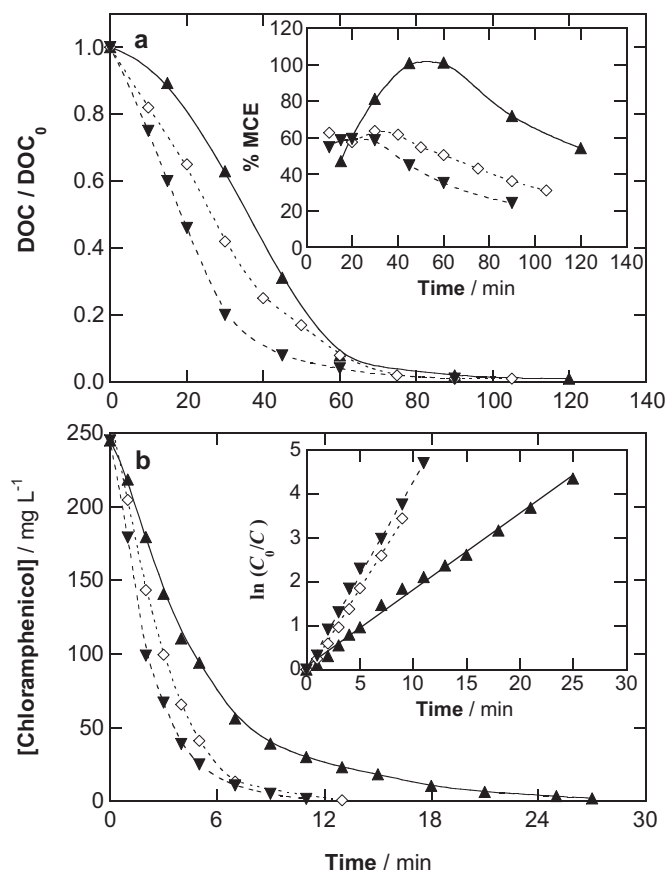 a
DOC / DOC0
1.0
0.8
0.6
0.4
0.2
0.0
0 20 40 60 80 100 120 140
% MCE
120
100
80
60
40
20
0
0 20 40 60 80 100 120 140
Time / min
b
[Chloramphenicol] / mg L-1
250
200
150
100
50
0
0 6 12 18 24 30
Time / min
ln (C0/C)
5
4
3
2
1
0
0 5 10 15 20 25 30
Time / min